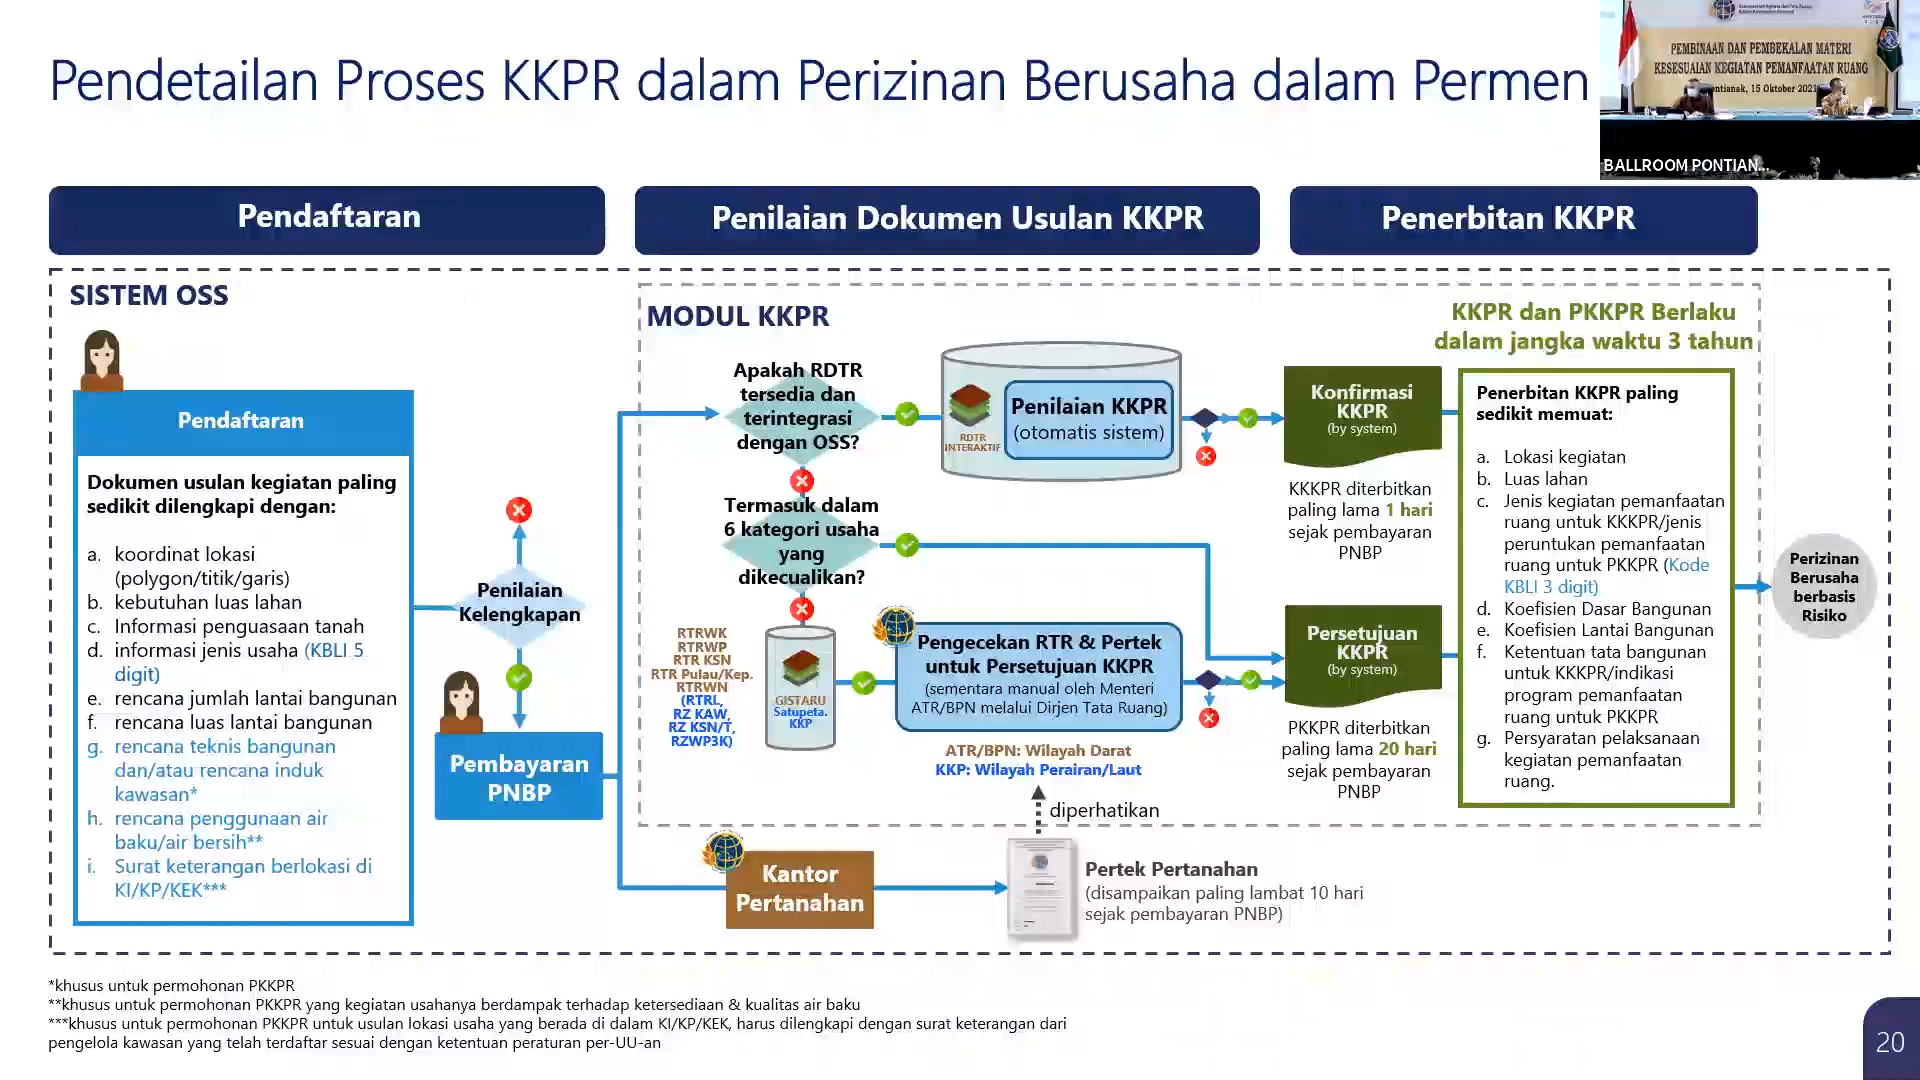 Pendetailan Proses KKPR dalam Perizinan Berusaha dalam Permen
PEMBINAAN DAN PEMBEKALAN MATERI
KESESUAIAN KEGIATAN PEMANFAATAN RUANG
15 Oktober 2021
BALLROOM PONTIAN...
Pendaftaran
Penilaian Dokumen Usulan KKPR
Penerbitan KKPR
SISTEM OSS
Pendaftaran
Dokumen usulan kegiatan paling
sedikit dilengkapi dengan:
a. koordinat lokasi
(polygon/titik/garis)
b. kebutuhan luas lahan
c. Informasi penguasaan tanah
d. informasi jenis usaha (KBLI 5
digit)
e. rencana jumlah lantai bangunan
f. rencana luas lantai bangunan
g. rencana teknis bangunan
dan/atau rencana induk
kawasan*
h. rencana penggunaan air
baku/air bersih**
i. Surat keterangan berlokasi di
KI/KP/KEK***
Penilaian
Kelengkapan
Pembayaran
PNBP
MODUL KKPR
Apakah RDTR
tersedia dan
terintegrasi
dengan OSS?
RDTR
INTERAKTIF
Penilaian KKPR
(otomatis sistem)
Termasuk dalam
6 kategori usaha
yang
dikecualikan?
RTRWK
RTRWP
RTR KSN
RTR Pulau/Kep.
RTRWN
(RTRL,
RZ KAW,
RZ KSN/T,
RZWP3K)
GISTARU
Satupeta.
KKP
Pengecekan RTR & Pertek
untuk Persetujuan KKPR
(sementara manual oleh Menteri
ATR/BPN melalui Dirjen Tata Ruang)
ATR/BPN: Wilayah Darat
KKP: Wilayah Perairan/Laut
diperhatikan
Kantor
Pertanahan
Pertek Pertanahan
(disampaikan paling lambat 10 hari
sejak pembayaran PNBP)
KKPR dan PKKPR Berlaku
dalam jangka waktu 3 tahun
Konfirmasi
KKPR
(by system)
KKKPR diterbitkan
paling lama 1 hari
sejak pembayaran
PNBP
Persetujuan
KKPR
(by system)
PKKPR diterbitkan
paling lama 20 hari
sejak pembayaran
PNBP
Penerbitan KKPR paling
sedikit memuat:
a. Lokasi kegiatan
b. Luas lahan
c. Jenis kegiatan pemanfaatan
ruang untuk KKKPR/jenis
peruntukan pemanfaatan
ruang untuk PKKPR (Kode
KBLI 3 digit)
d. Koefisien Dasar Bangunan
e. Koefisien Lantai Bangunan
f. Ketentuan tata bangunan
untuk KKKPR/indikasi
program pemanfaatan
ruang untuk PKKPR
g. Persyaratan pelaksanaan
kegiatan pemanfaatan
ruang.
Perizinan
Berusaha
berbasis
Risiko
*khusus untuk permohonan PKKPR
**khusus untuk permohonan PKKPR yang kegiatan usahanya berdampak terhadap ketersediaan & kualitas air baku
***khusus untuk permohonan PKKPR untuk usulan lokasi usaha yang berada di dalam KI/KP/KEK, harus dilengkapi dengan surat keterangan dari
pengelola kawasan yang telah terdaftar sesuai dengan ketentuan peraturan per-UU-an
20